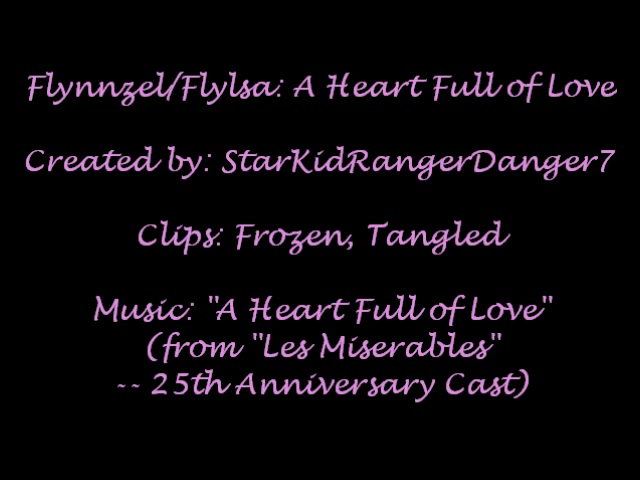 Flynnzel/Flylsa: A Heart Full of Love
Created by: StarKidRangerDanger7
Clips: Frozen, Tangled
Music: "A Heart Full of Love"
(from "Les Miserables"
-- 25th Anniversary Cast)